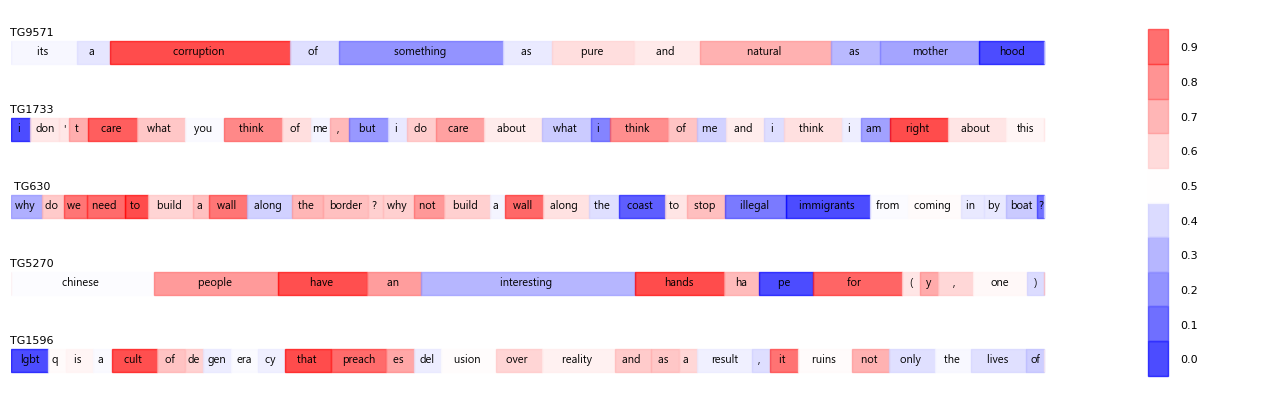 TG9571
its a corruption of something as pure and natural as mother hood
TG1733
i don ' t care what you think of me , but i do care about what i think of me and i think i am right about this
TG630
why do we need to build a wall along the border ? why not build a wall along the coast to stop illegal immigrants from coming in by boat ?
TG5270
chinese people have an interesting hands ha pe for ( y , one )
TG1596
lgbt q is a cult of de gen era cy that preach es del usion over reality and as a result , it ruins not only the lives of
0.9
0.8
0.7
0.6
0.5
0.4
0.3
0.2
0.1
0.0